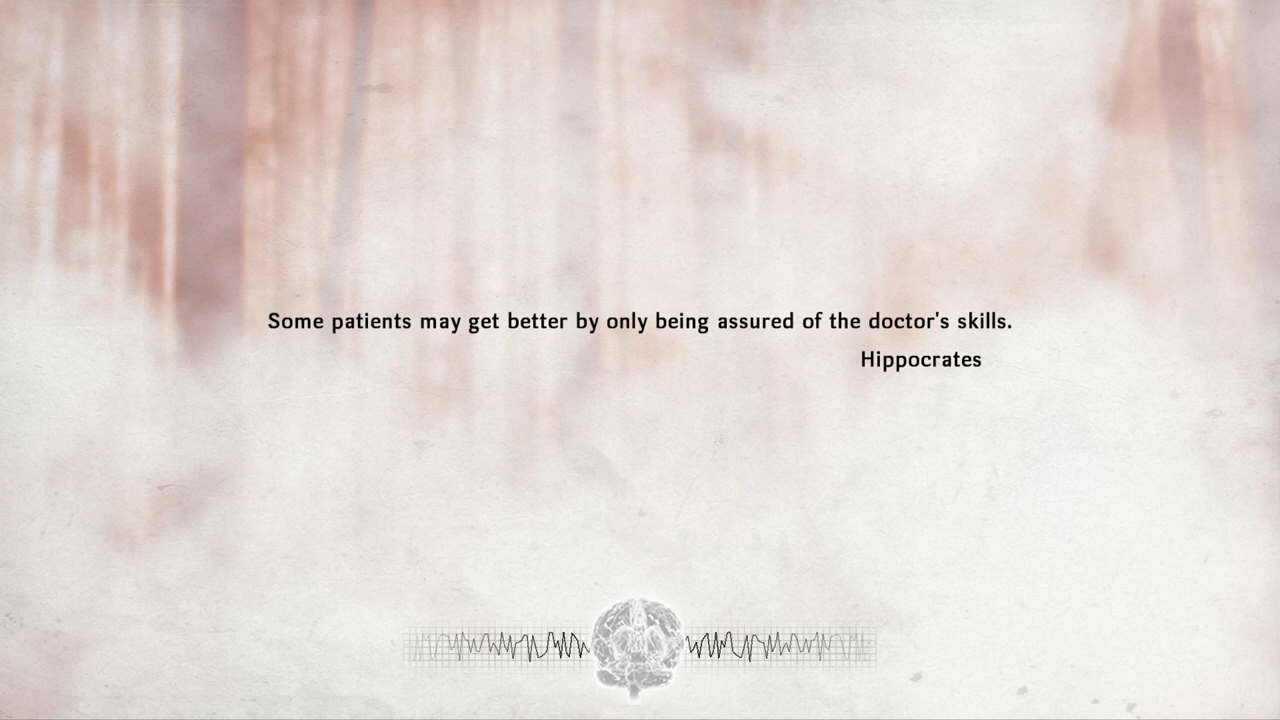 Some patients may get better by only being assured of the doctor's skills.
Hippocrates